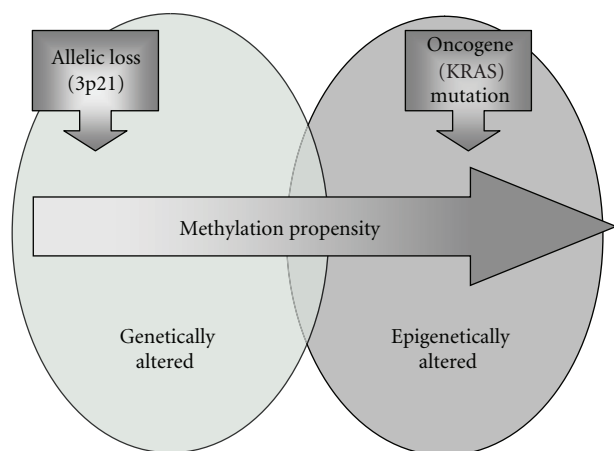 Allelic loss
(3p21)
Oncogene
(KRAS)
mutation
Methylation propensity
Genetically
altered
Epigenetically
altered